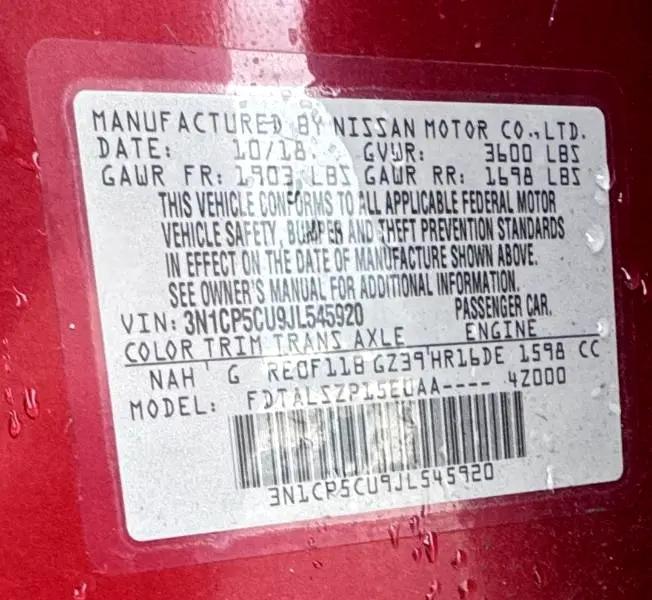 MANUFACTURED BY NISSAN MOTOR CO.,LTD.
DATE: 10/18 GVWR: 3600 LBS
GAWR FR: 1903 LBS GAWR RR: 1698 LBS
THIS VEHICLE CONFORMS TO ALL APPLICABLE FEDERAL MOTOR
VEHICLE SAFETY, BUMPER AND THEFT PREVENTION STANDARDS
IN EFFECT ON THE DATE OF MANUFACTURE SHOWN ABOVE.
SEE OWNER'S MANUAL FOR ADDITIONAL INFORMATION.
VIN: 3N1CP5CU9JL545920 PASSENGER CAR.
COLOR TRIM TRANS AXLE ENGINE
NAH G RE0F11B GZ39 HR16DE 1598 CC
MODEL: FDTALSZP15EUAA---- 4Z000
3N1CP5CU9JL545920